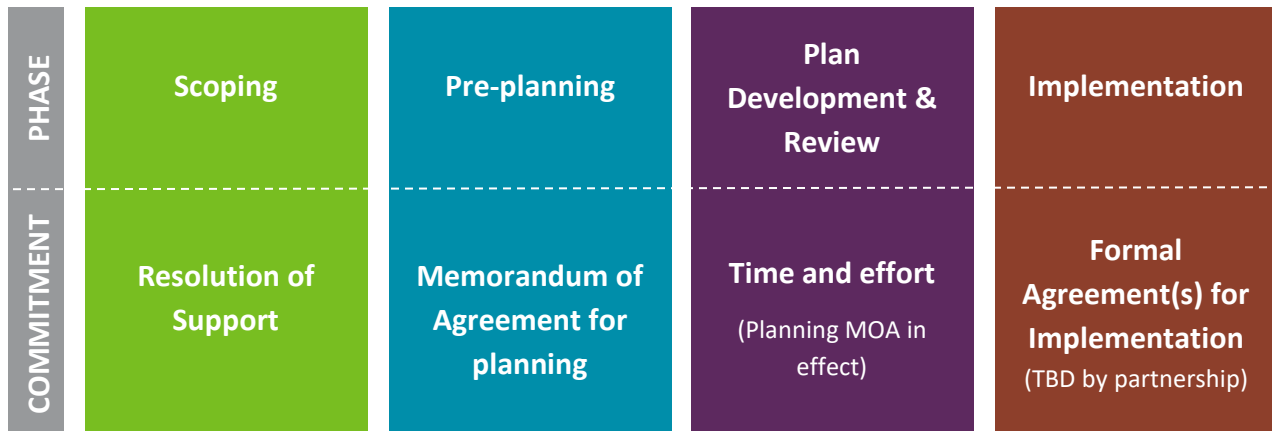 PHASE
Scoping
Pre-planning
Plan
Development &
Review
Implementation
COMMITMENT
Resolution of
Support
Memorandum of
Agreement for
planning
Time and effort
(Planning MOA in
effect)
Formal
Agreement(s) for
Implementation
(TBD by partnership)